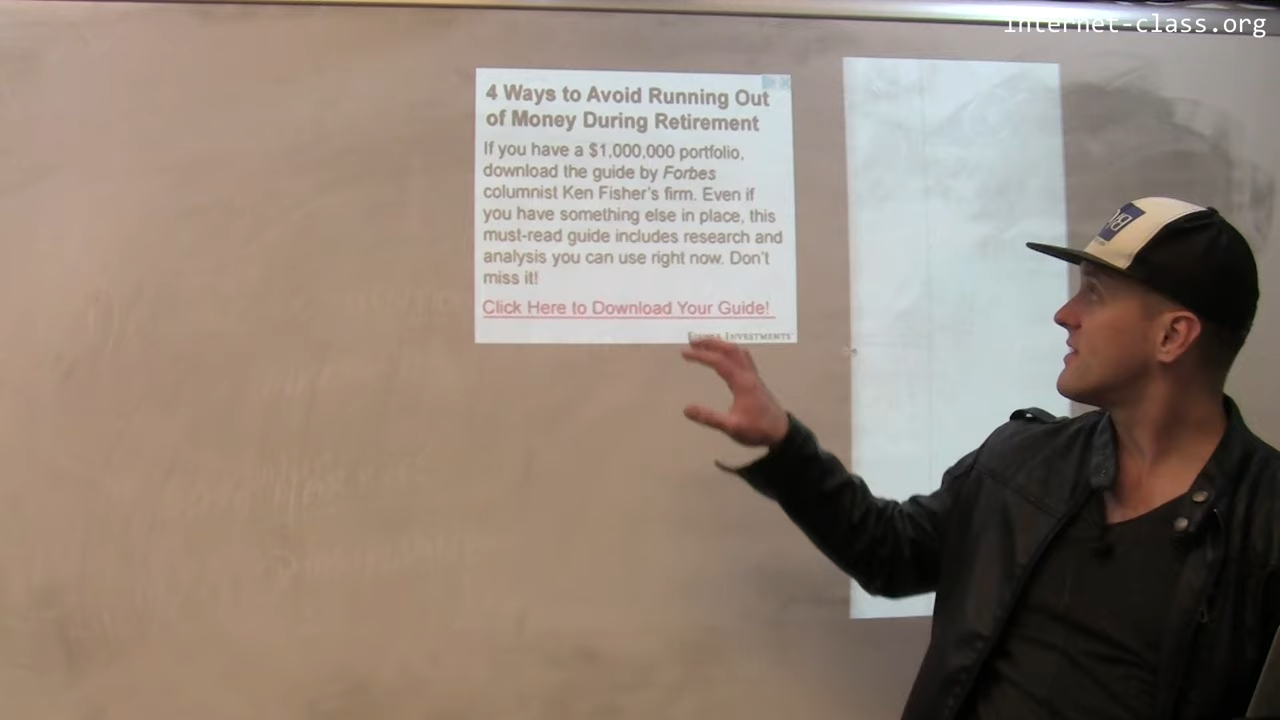 internet-class.org
4 Ways to Avoid Running Out
of Money During Retirement
If you have a $1,000,000 portfolio,
download the guide by Forbes
columnist Ken Fisher's firm. Even if
you have something else in place, this
must-read guide includes research and
analysis you can use right now. Don't
miss it!
Click Here to Download Your Guide!
Fisher Investments